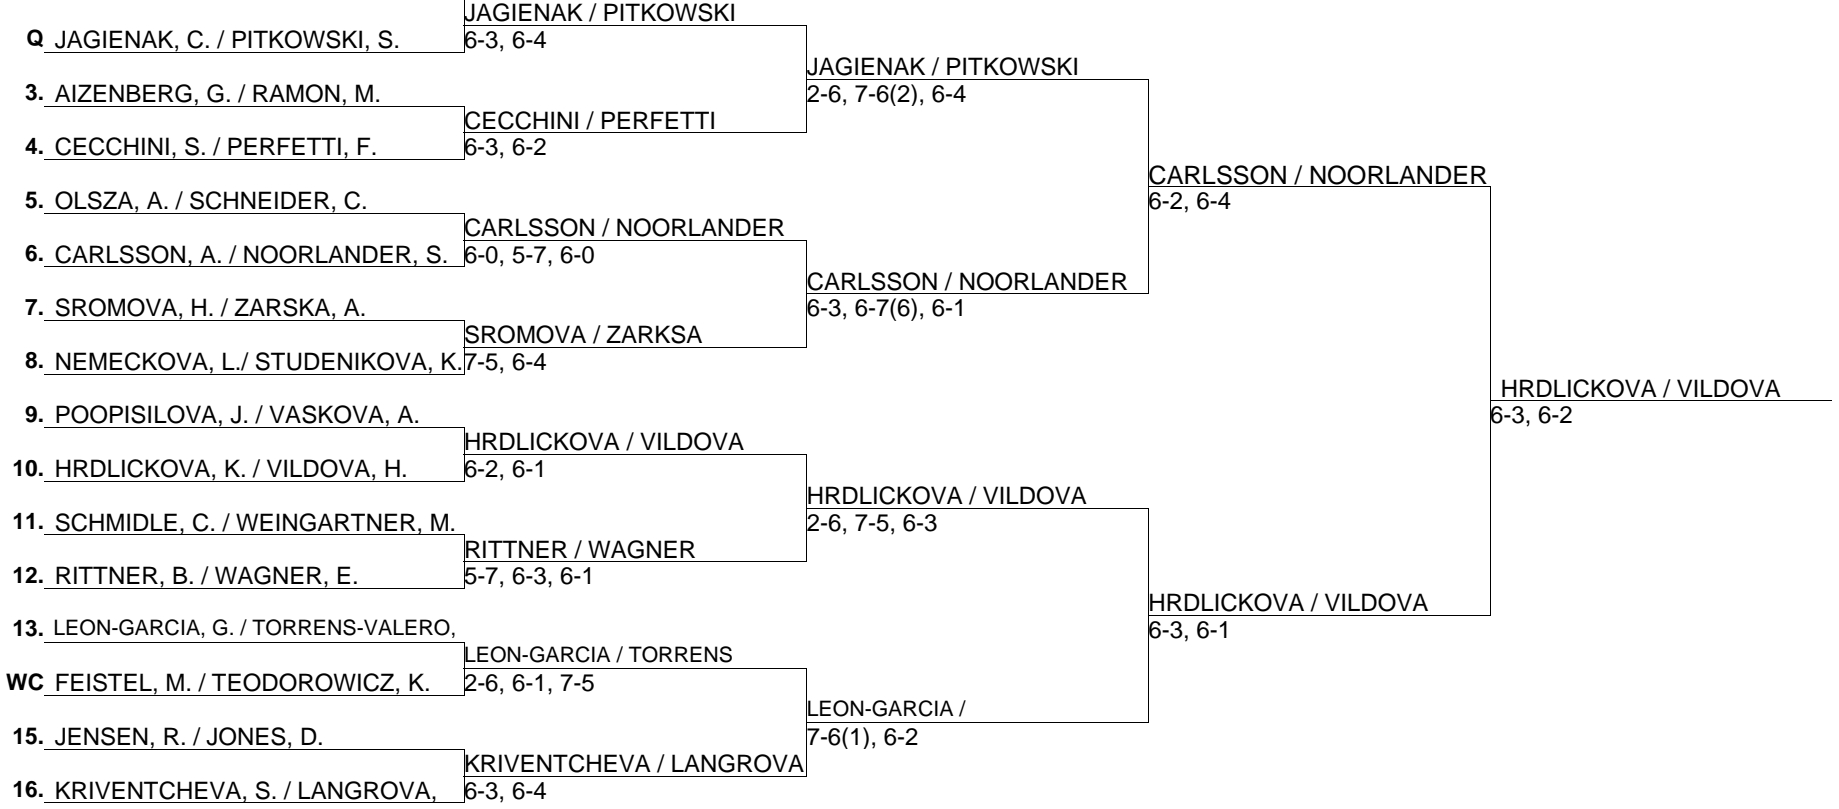 JAGIENAK / PITKOWSKI
Q JAGIENAK, C. / PITKOWSKI, S. 6-3, 6-4
JAGIENAK / PITKOWSKI
3. AIZENBERG, G. / RAMON, M. 2-6, 7-6(2), 6-4
CECCHINI / PERFETTI
4. CECCHINI, S. / PERFETTI, F. 6-3, 6-2
CARLSSON / NOORLANDER
5. OLSZA, A. / SCHNEIDER, C. 6-2, 6-4
CARLSSON / NOORLANDER
6. CARLSSON, A. / NOORLANDER, S. 6-0, 5-7, 6-0
CARLSSON / NOORLANDER
7. SROMOVA, H. / ZARSKA, A. 6-3, 6-7(6), 6-1
SROMOVA / ZARKSA
8. NEMECKOVA, L./ STUDENIKOVA, K. 7-5, 6-4
HRDLICKOVA / VILDOVA
9. POOPISILOVA, J. / VASKOVA, A. 6-3, 6-2
HRDLICKOVA / VILDOVA
10. HRDLICKOVA, K. / VILDOVA, H. 6-2, 6-1
HRDLICKOVA / VILDOVA
11. SCHMIDLE, C. / WEINGARTNER, M. 2-6, 7-5, 6-3
RITTNER / WAGNER
12. RITTNER, B. / WAGNER, E. 5-7, 6-3, 6-1
HRDLICKOVA / VILDOVA
13. LEON-GARCIA, G. / TORRENS-VALERO, 6-3, 6-1
LEON-GARCIA / TORRENS
WC FEISTEL, M. / TEODOROWICZ, K. 2-6, 6-1, 7-5
LEON-GARCIA /
15. JENSEN, R. / JONES, D. 7-6(1), 6-2
KRIVENTCHEVA / LANGROVA
16. KRIVENTCHEVA, S. / LANGROVA, 6-3, 6-4